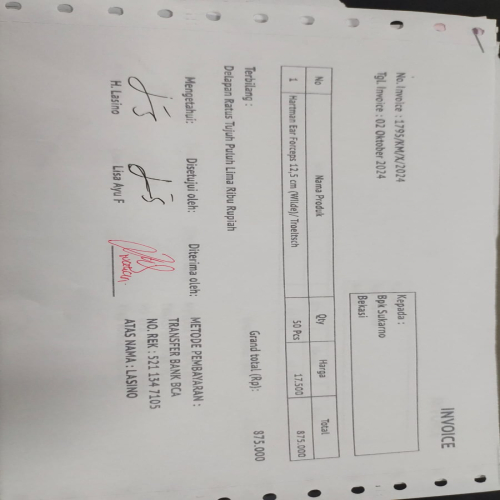 INVOICE
No. Invoice : 1795/KM/X/2024
Tgl. Invoice : 02 Oktober 2024
Kepada :
Bpk Sukarno
Bekasi
No Nama Produk Qty Harga Total
1 Hartman Ear Forceps 12,5 cm (Wilde)/ Troeltsch 50 Pcs 17.500 875.000
Grand total (Rp): 875.000
Terbilang :
Delapan Ratus Tujuh Puluh Lima Ribu Rupiah
Mengetahui: Disetujui oleh: Diterima oleh:
H. Lasino Lisa Ayu F
METODE PEMBAYARAN :
TRANSFER BANK BCA
NO. REK : 521 134 7105
ATAS NAMA : LASINO